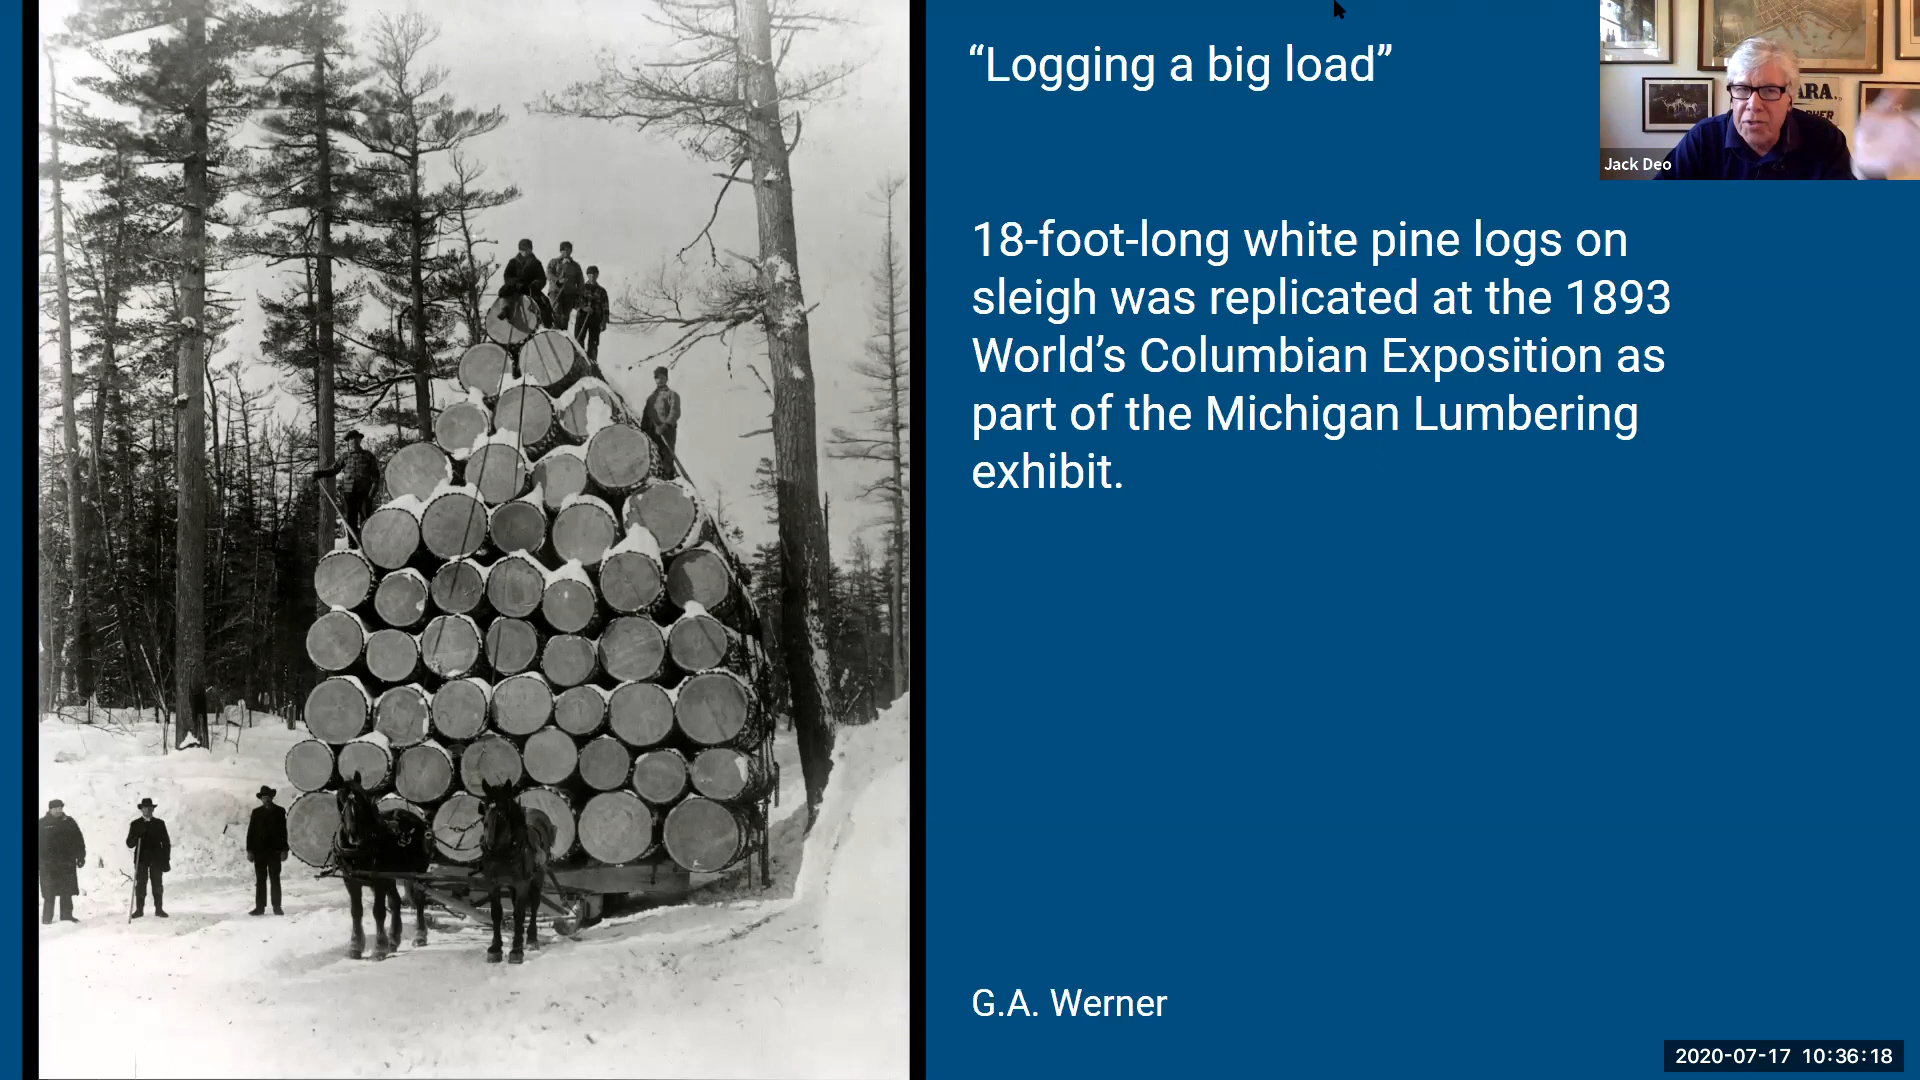 “Logging a big load”
ARA.
Jack Deo
18-foot-long white pine logs on
sleigh was replicated at the 1893
World’s Columbian Exposition as
part of the Michigan Lumbering
exhibit.
G.A. Werner
2020-07-17 10:36:18